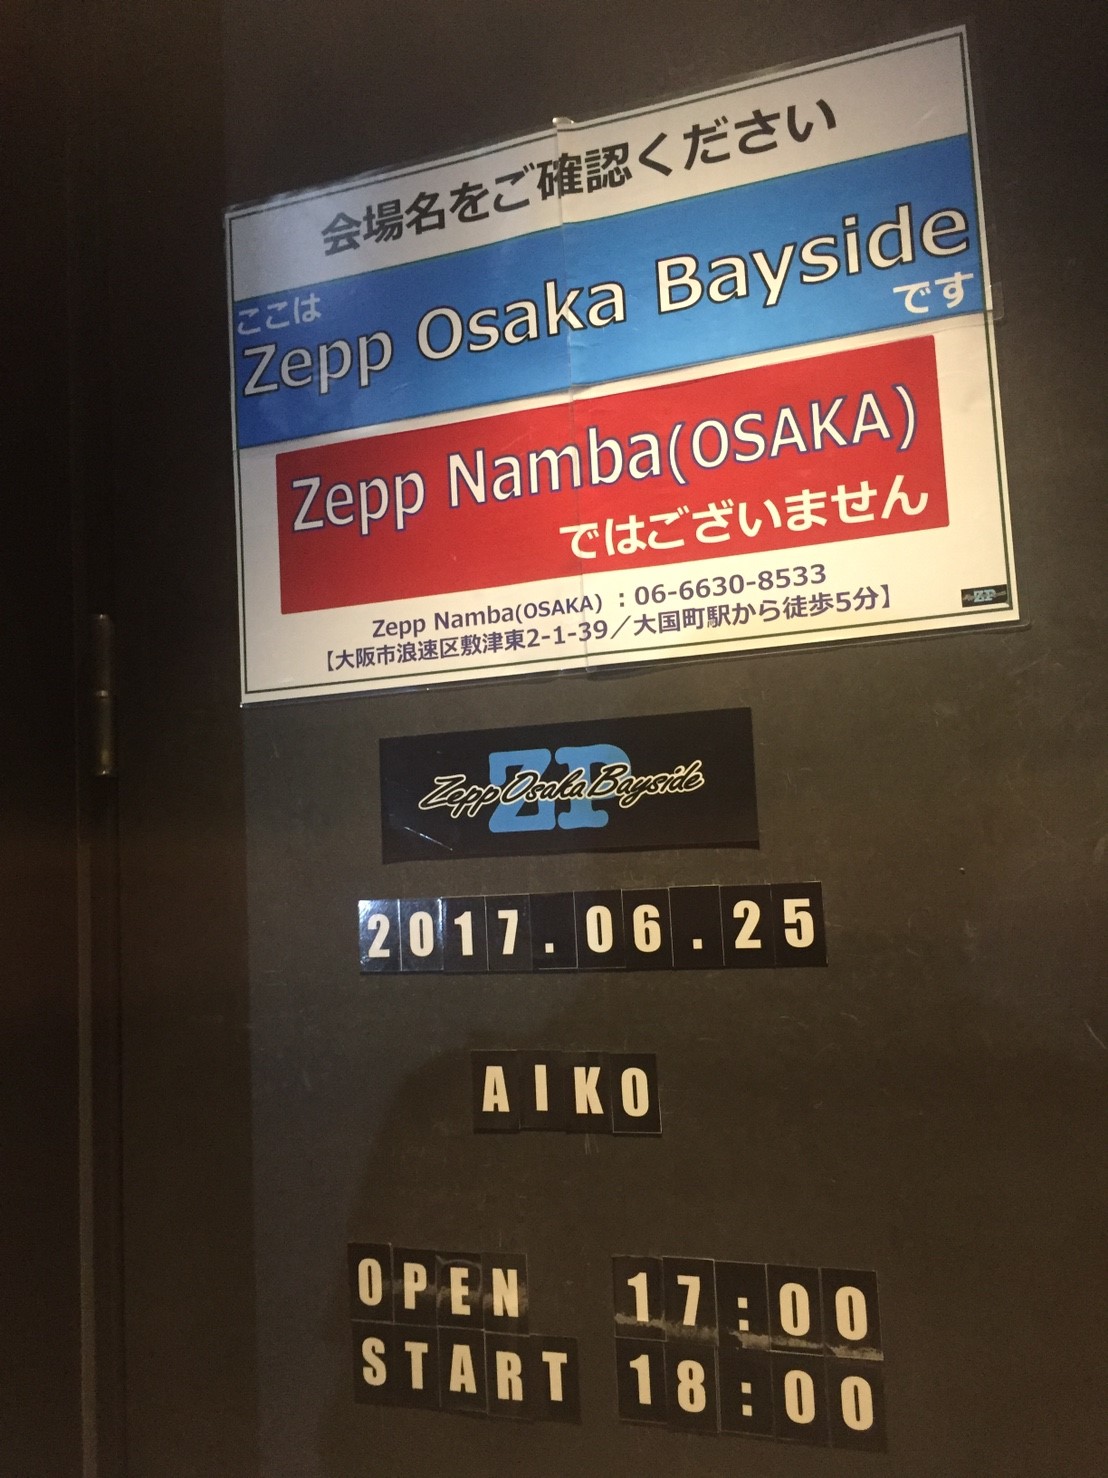 会場名をご確認ください
ここは
Zepp Osaka Bayside
です
Zepp Namba(OSAKA)
ではございません
Zepp Namba(OSAKA) : 06-6630-8533
【大阪市浪速区敷津東2-1-39／大国町駅から徒歩5分】
ZP
ZP
Zepp Osaka Bayside
2017.06.25
AIKO
OPEN 17:00
START 18:00